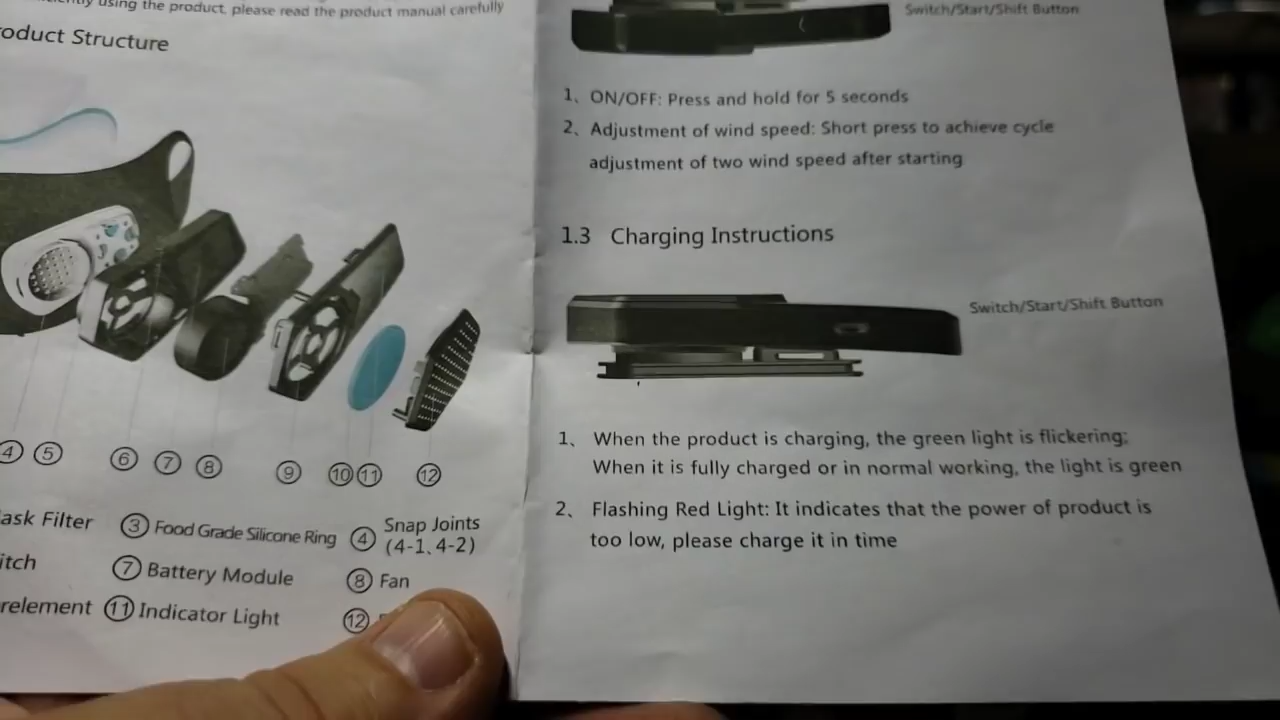 using the product, please read the product manual carefully
Structure
④ ⑤ ⑥ ⑦ ⑧ ⑨ ⑩ ⑪ ⑫
Filter ③ Food Grade Silicone Ring ④ Snap Joints
(4-1、4-2)
⑦ Battery Module ⑧ Fan
⑪ Indicator Light ⑫
Switch/Start/Shift Button
1、 ON/OFF: Press and hold for 5 seconds
2、 Adjustment of wind speed: Short press to achieve cycle
adjustment of two wind speed after starting
1.3 Charging Instructions
Switch/Start/Shift Button
1、 When the product is charging, the green light is flickering;
When it is fully charged or in normal working, the light is green
2、 Flashing Red Light: It indicates that the power of product is
too low, please charge it in time